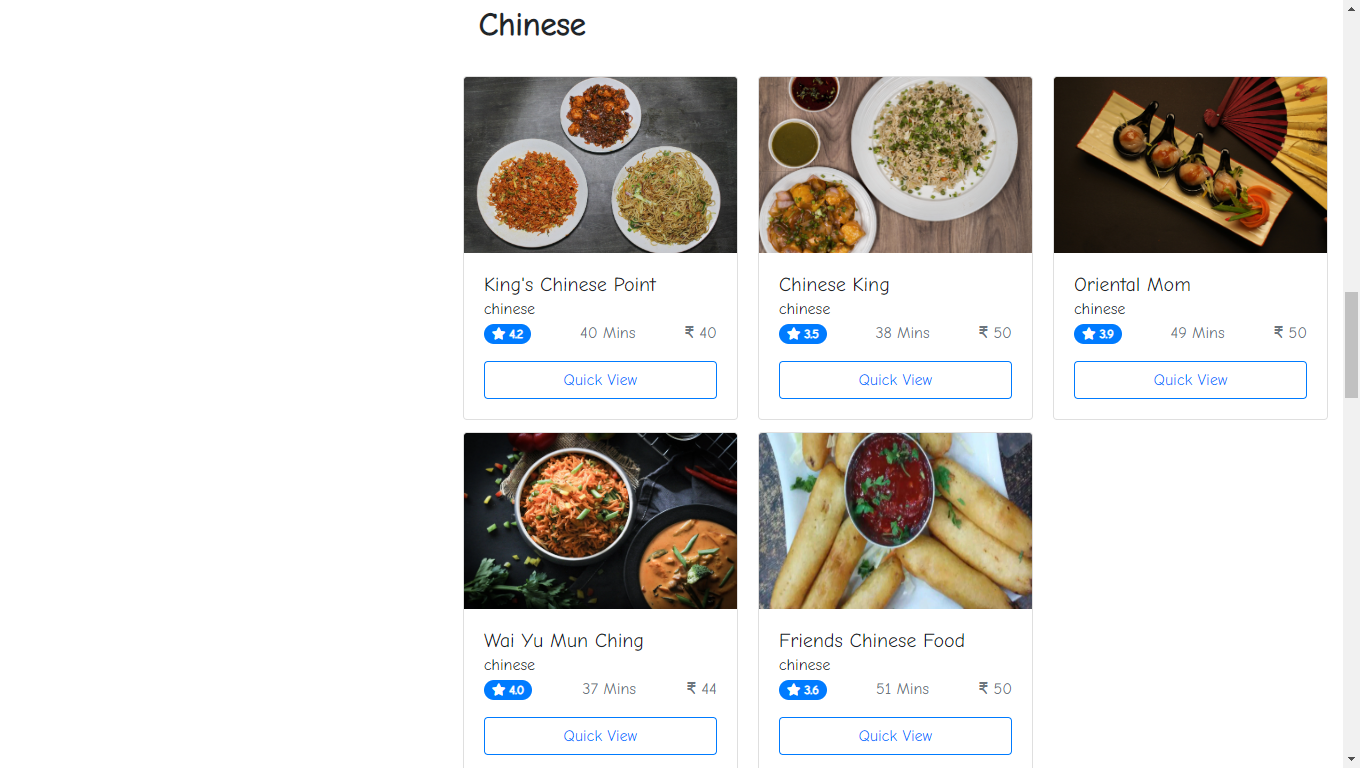 Chinese
King's Chinese Point
chinese
4.2 40 Mins ₹ 40
Quick View
Chinese King
chinese
3.5 38 Mins ₹ 50
Quick View
Oriental Mom
chinese
3.9 49 Mins ₹ 50
Quick View
Wai Yu Mun Ching
chinese
4.0 37 Mins ₹ 44
Quick View
Friends Chinese Food
chinese
3.6 51 Mins ₹ 50
Quick View